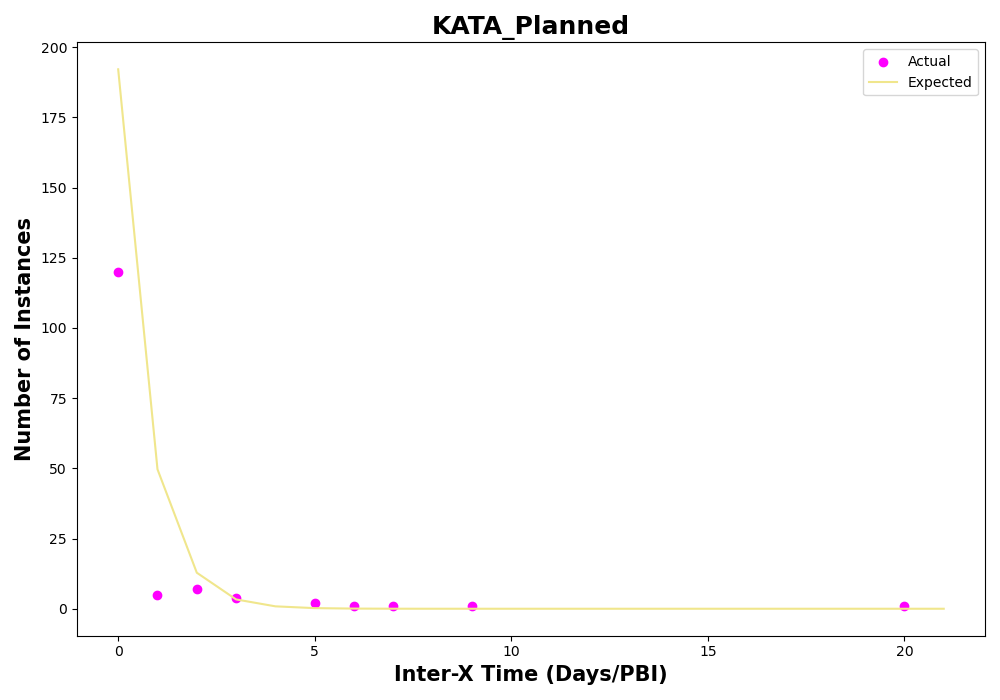 KATA_Planned
Actual
Expected
200
175
150
125
100
75
50
25
0
Number of Instances
0
5
10
15
20
Inter-X Time (Days/PBI)